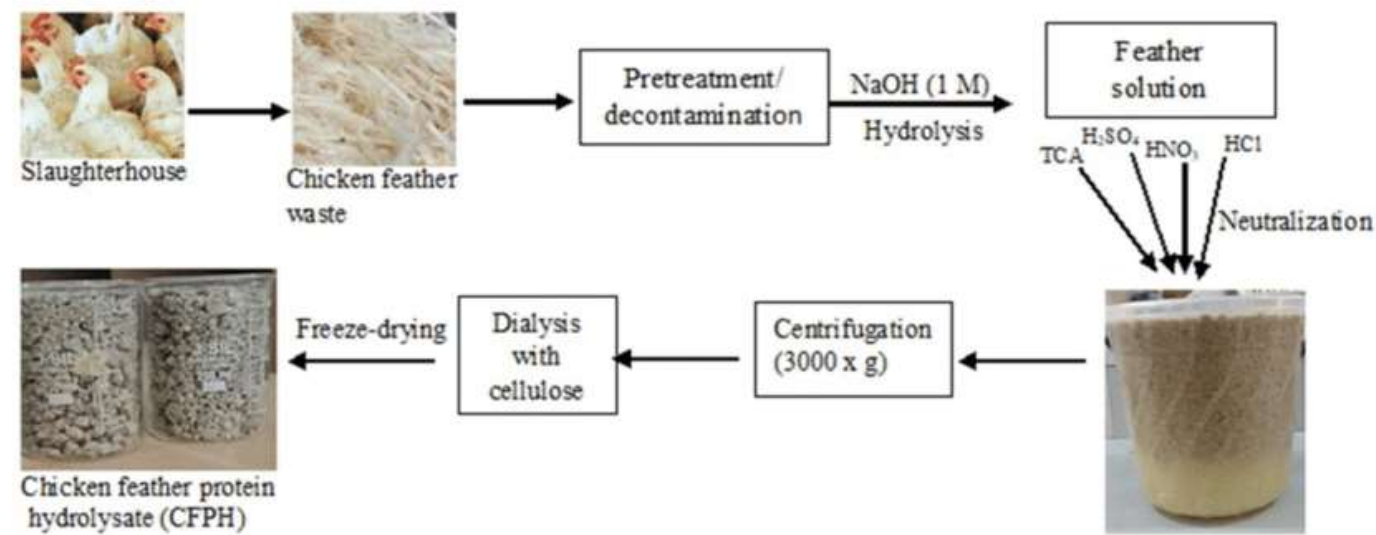 Slaughterhouse
Chicken feather
waste
Pretreatment/
decontamination
NaOH (1 M)
Hydrolysis
Feather
solution
TCA
H₂SO₄
HNO₃
HCl
Neutralization
Centrifugation
(3000 x g)
Dialysis
with
cellulose
Freeze-drying
Chicken feather protein
hydrolysate (CFPH)